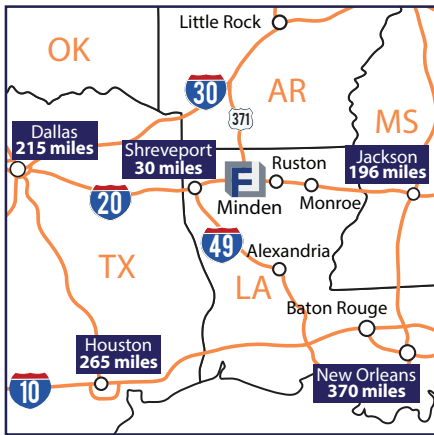 Little Rock
OK
30
AR
371
MS
Dallas
215 miles
Shreveport
30 miles
Ruston
Jackson
196 miles
F
Minden
Monroe
20
49
TX
Alexandria
LA
Baton Rouge
Houston
265 miles
New Orleans
370 miles
10